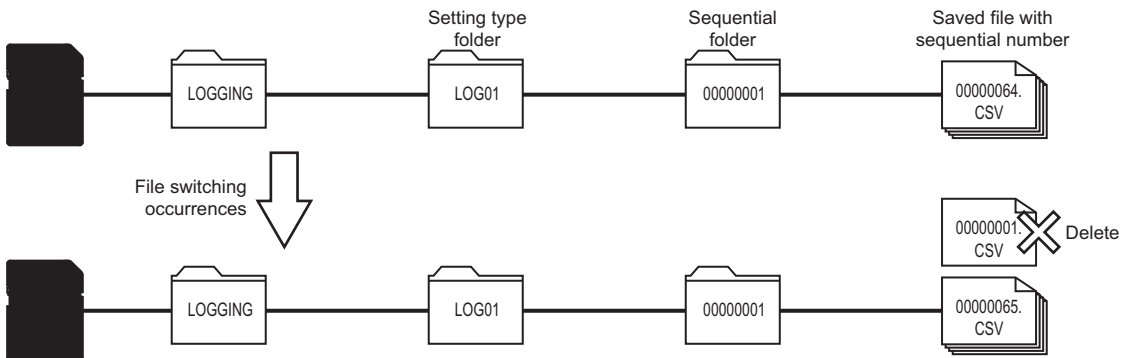 Setting type
folder
Sequential
folder
Saved file with
sequential number
LOGGING
LOG01
00000001
00000064.
CSV
File switching
occurrences
00000001.
CSV
Delete
LOGGING
LOG01
00000001
00000065.
CSV